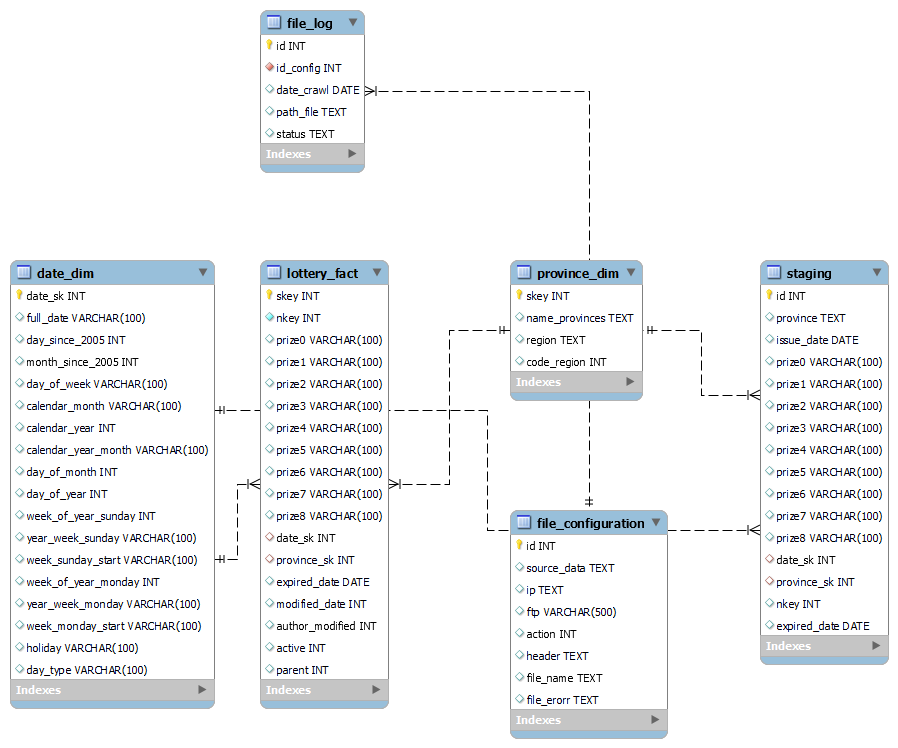 file_log
id INT
id_config INT
date_crawl DATE
path_file TEXT
status TEXT
Indexes
date_dim
date_sk INT
full_date VARCHAR(100)
day_since_2005 INT
month_since_2005 INT
day_of_week VARCHAR(100)
calendar_month VARCHAR(100)
calendar_year INT
calendar_year_month VARCHAR(100)
day_of_month INT
day_of_year INT
week_of_year_sunday INT
year_week_sunday VARCHAR(100)
week_sunday_start VARCHAR(100)
week_of_year_monday INT
year_week_monday VARCHAR(100)
week_monday_start VARCHAR(100)
holiday VARCHAR(100)
day_type VARCHAR(100)
Indexes
lottery_fact
skey INT
nkey INT
prize0 VARCHAR(100)
prize1 VARCHAR(100)
prize2 VARCHAR(100)
prize3 VARCHAR(100)
prize4 VARCHAR(100)
prize5 VARCHAR(100)
prize6 VARCHAR(100)
prize7 VARCHAR(100)
prize8 VARCHAR(100)
date_sk INT
province_sk INT
expired_date DATE
modified_date INT
author_modified INT
active INT
parent INT
Indexes
province_dim
skey INT
name_provinces TEXT
region TEXT
code_region INT
Indexes
file_configuration
id INT
source_data TEXT
ip TEXT
ftp VARCHAR(500)
action INT
header TEXT
file_name TEXT
file_erorr TEXT
Indexes
staging
id INT
province TEXT
issue_date DATE
prize0 VARCHAR(100)
prize1 VARCHAR(100)
prize2 VARCHAR(100)
prize3 VARCHAR(100)
prize4 VARCHAR(100)
prize5 VARCHAR(100)
prize6 VARCHAR(100)
prize7 VARCHAR(100)
prize8 VARCHAR(100)
date_sk INT
province_sk INT
nkey INT
expired_date DATE
Indexes